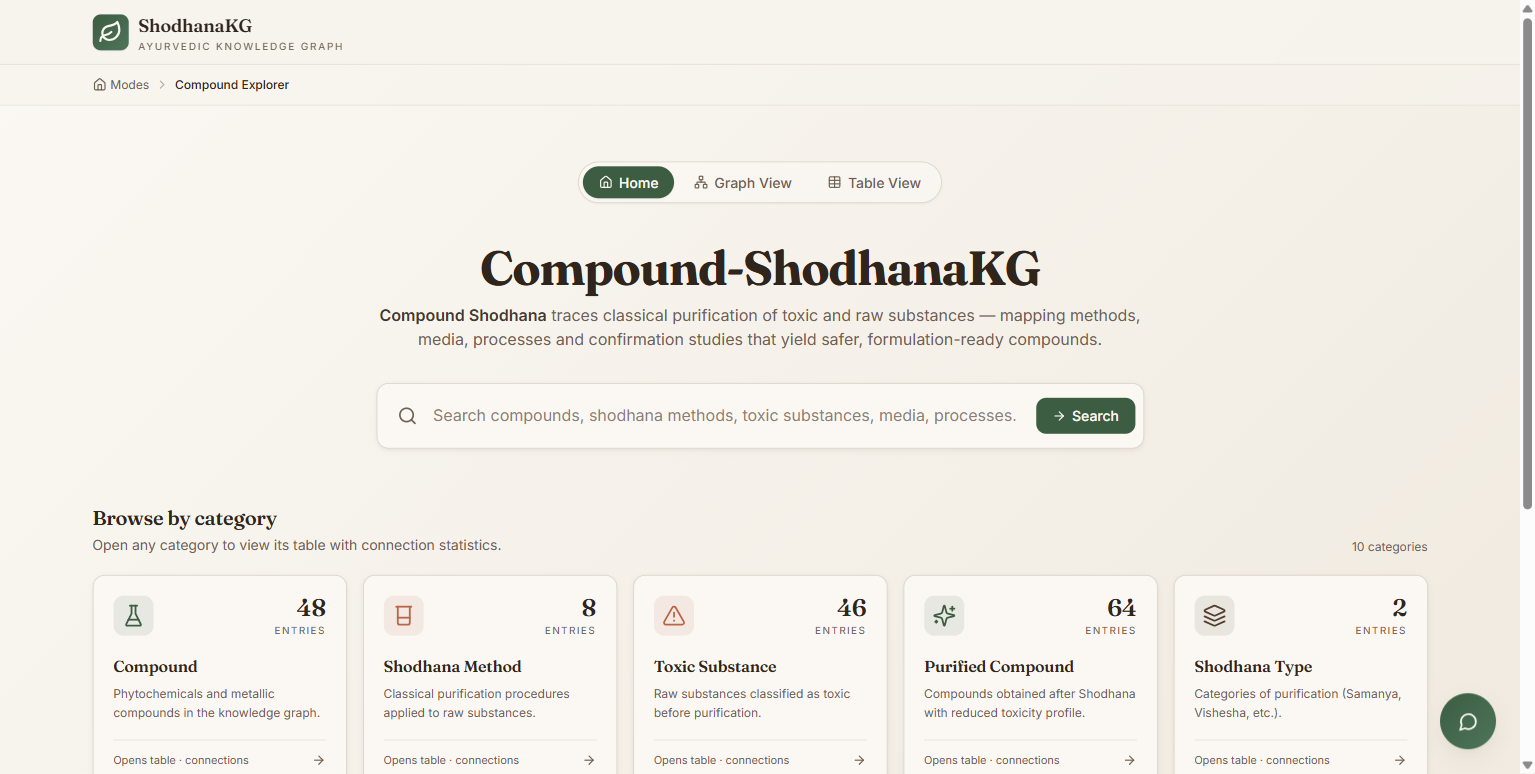 ShodhanaKG
AYURVEDIC KNOWLEDGE GRAPH
Modes > Compound Explorer
Home Graph View Table View
Compound-ShodhanaKG
Compound Shodhana traces classical purification of toxic and raw substances — mapping methods,
media, processes and confirmation studies that yield safer, formulation-ready compounds.
Search compounds, shodhana methods, toxic substances, media, processes. → Search
Browse by category
Open any category to view its table with connection statistics.
10 categories
48
ENTRIES
Compound
Phytochemicals and metallic
compounds in the knowledge graph.
Opens table · connections →
8
ENTRIES
Shodhana Method
Classical purification procedures
applied to raw substances.
Opens table · connections →
46
ENTRIES
Toxic Substance
Raw substances classified as toxic
before purification.
Opens table · connections →
64
ENTRIES
Purified Compound
Compounds obtained after Shodhana
with reduced toxicity profile.
Opens table · connections →
2
ENTRIES
Shodhana Type
Categories of purification (Samanya,
Vishesha, etc.).
Opens table · connections →